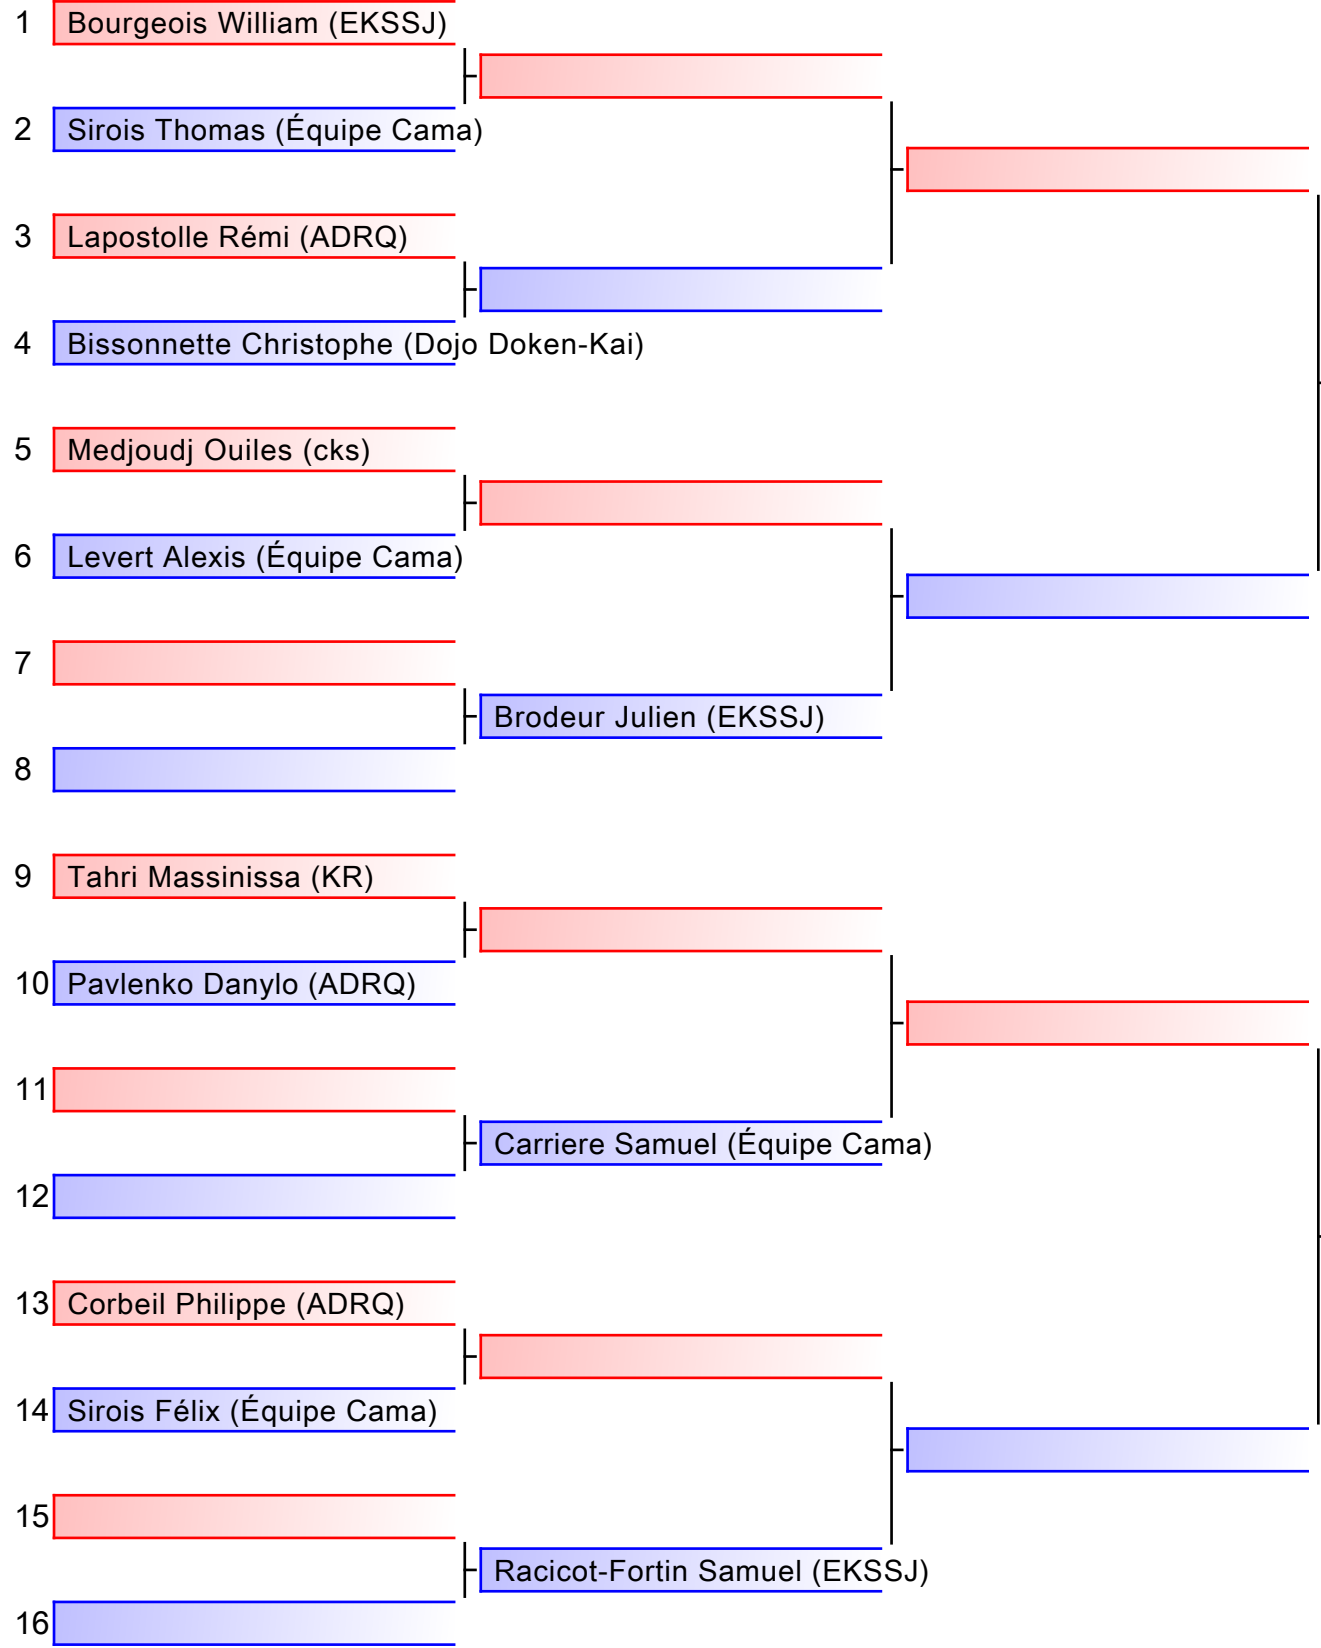 1 Bourgeois William (EKSSJ)
2 Sirois Thomas (Équipe Cama)
3 Lapostolle Rémi (ADRQ)
4 Bissonnette Christophe (Dojo Doken-Kai)
5 Medjoudj Ouiles (cks)
6 Levert Alexis (Équipe Cama)
7
Brodeur Julien (EKSSJ)
8
9 Tahri Massinissa (KR)
10 Pavlenko Danylo (ADRQ)
11
Carriere Samuel (Équipe Cama)
12
13 Corbeil Philippe (ADRQ)
14 Sirois Félix (Équipe Cama)
15
Racicot-Fortin Samuel (EKSSJ)
16